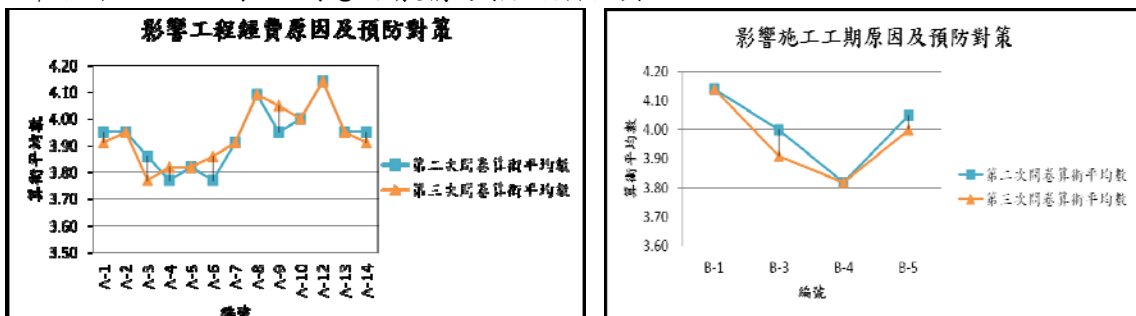 影響工程經費原因及預防對策
4.20
4.10
4.00
3.90
3.80
3.70
3.60
3.50
算術平均數
A-1
A-2
A-3
A-4
A-5
A-6
A-7
A-8
A-9
A-10
A-12
A-13
A-14
編號
第二次問卷算術平均數
第三次問卷算術平均數
影響施工工期原因及預防對策
4.20
4.10
4.00
3.90
3.80
3.70
3.60
算術平均數
B-1
B-3
B-4
B-5
編號
第二次問卷算術平均數
第三次問卷算術平均數